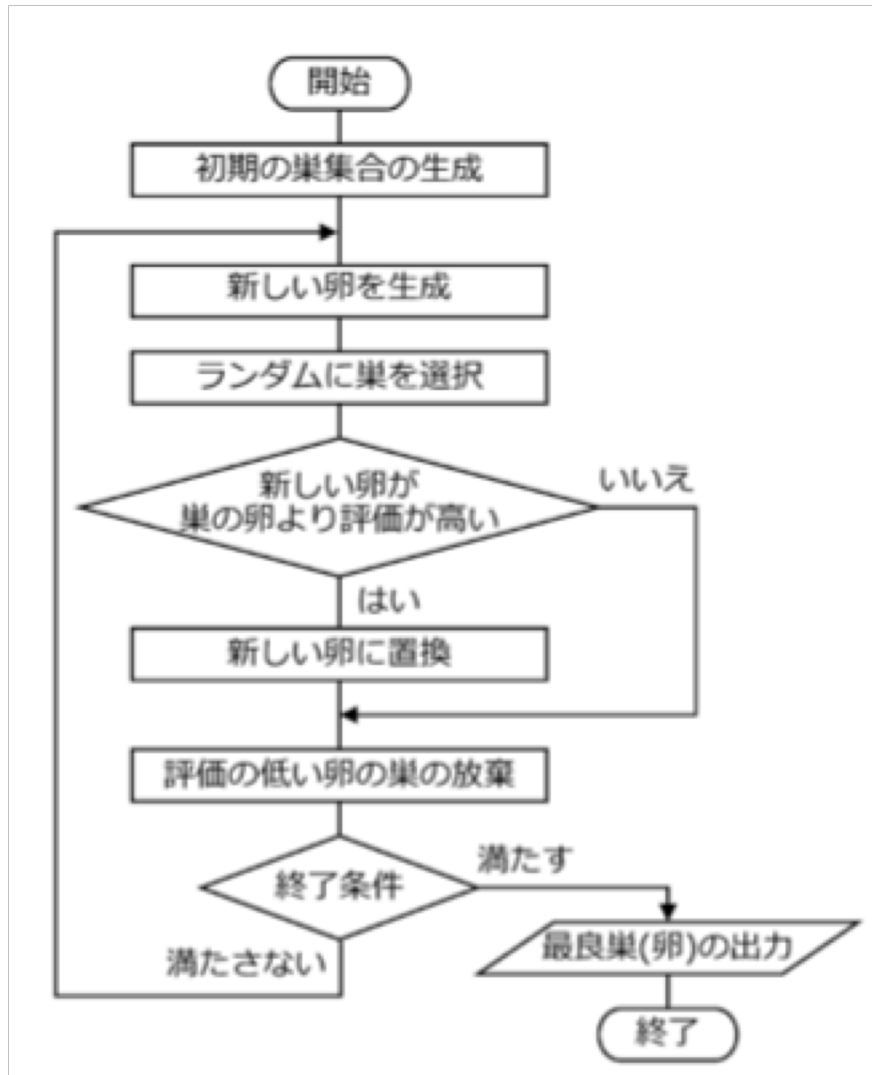 開始
初期の巣集合の生成
新しい卵を生成
ランダムに巣を選択
新しい卵が
巣の卵より評価が高い
いいえ
はい
新しい卵に置換
評価の低い卵の巣の放棄
終了条件
満たす
満たさない
最良巣(卵)の出力
終了